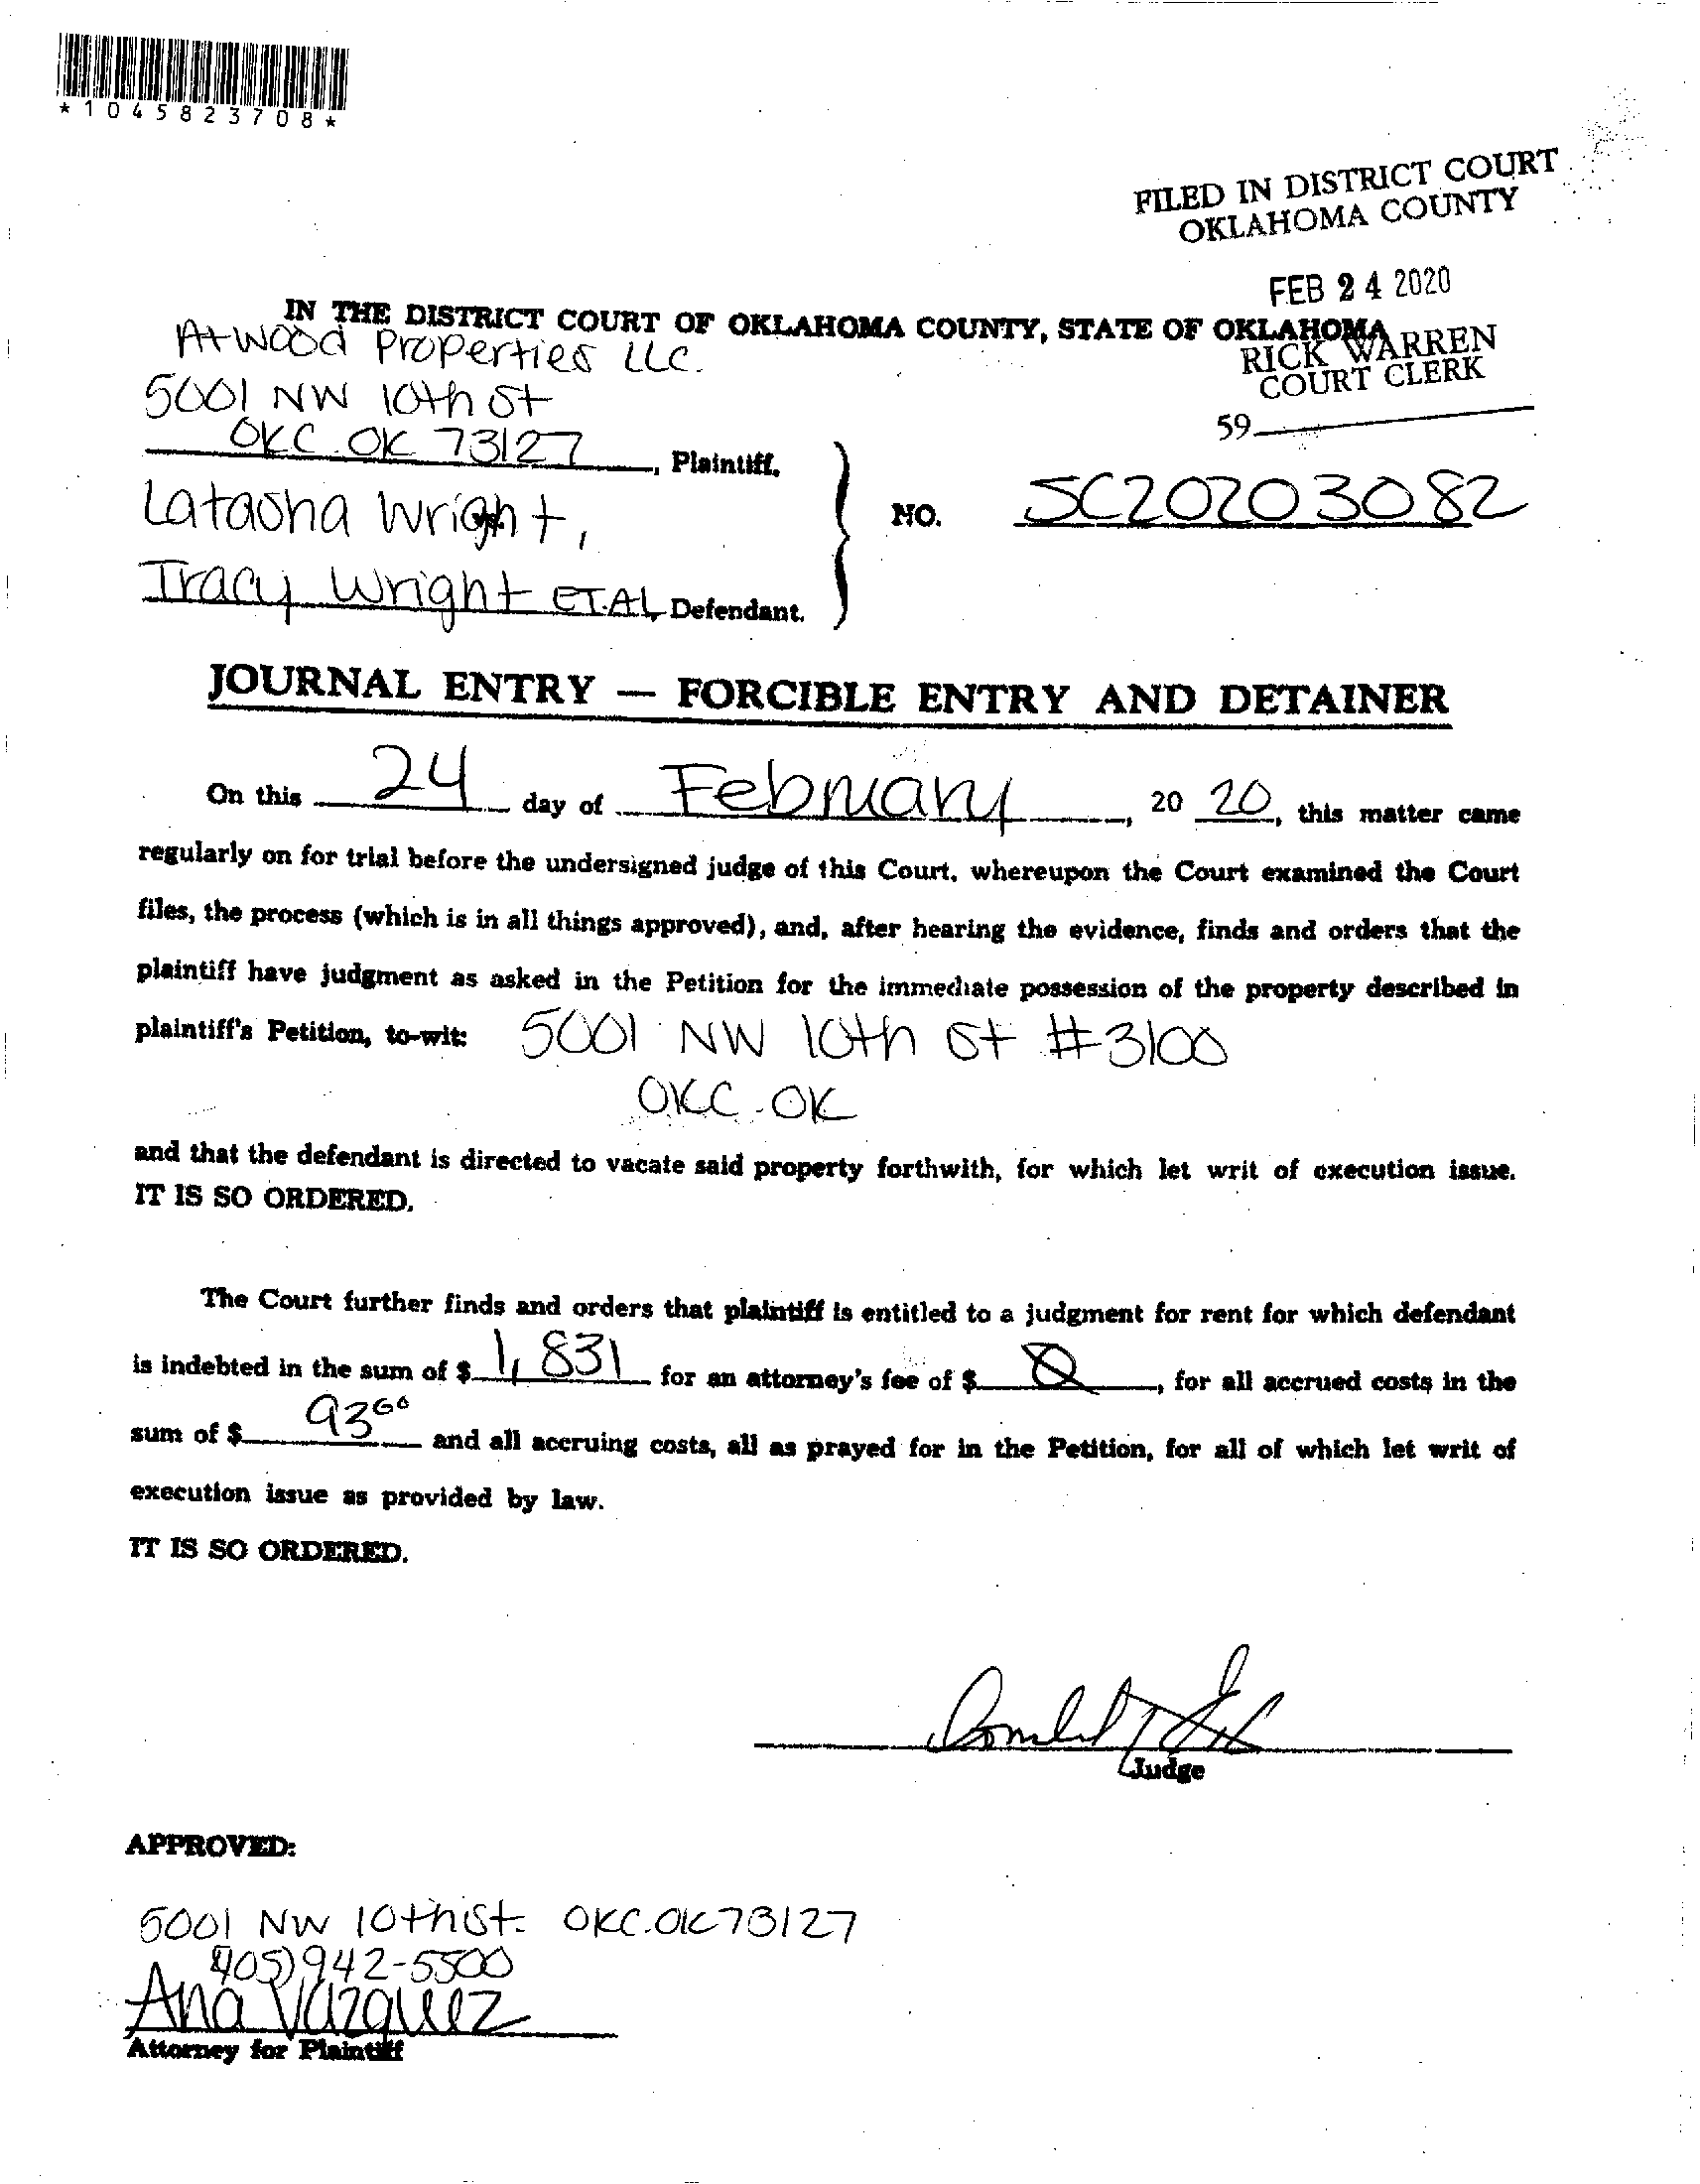 *1045823708*
FILED IN DISTRICT COURT
OKLAHOMA COUNTY
FEB 24 2020
IN THE DISTRICT COURT OF OKLAHOMA COUNTY, STATE OF OKLAHOMA
RICK WARREN
COURT CLERK
59
Atwood Properties LLC.
5001 NW 10th St
OKC. OK 73127, Plaintiff,
Latasha Wright,
vs.
NO. SC20203082
Tracy Wright ET.AL, Defendant.
JOURNAL ENTRY — FORCIBLE ENTRY AND DETAINER
On this 24 day of February, 20 20, this matter came
regularly on for trial before the undersigned judge of this Court, whereupon the Court examined the Court
files, the process (which is in all things approved), and, after hearing the evidence, finds and orders that the
plaintiff have judgment as asked in the Petition for the immediate possession of the property described in
plaintiff's Petition, to-wit: 5001 NW 10th St #3100
OKC. OK
and that the defendant is directed to vacate said property forthwith, for which let writ of execution issue.
IT IS SO ORDERED.
The Court further finds and orders that plaintiff is entitled to a judgment for rent for which defendant
is indebted in the sum of $ 1,831 for an attorney's fee of $ 0, for all accrued costs in the
sum of $ 93 00 and all accruing costs, all as prayed for in the Petition, for all of which let writ of
execution issue as provided by law.
IT IS SO ORDERED.
Judge
APPROVED:
5001 NW 10th St. OKC. OK 73127
(405) 942-5500
Ana Vazquez
Attorney for Plaintiff